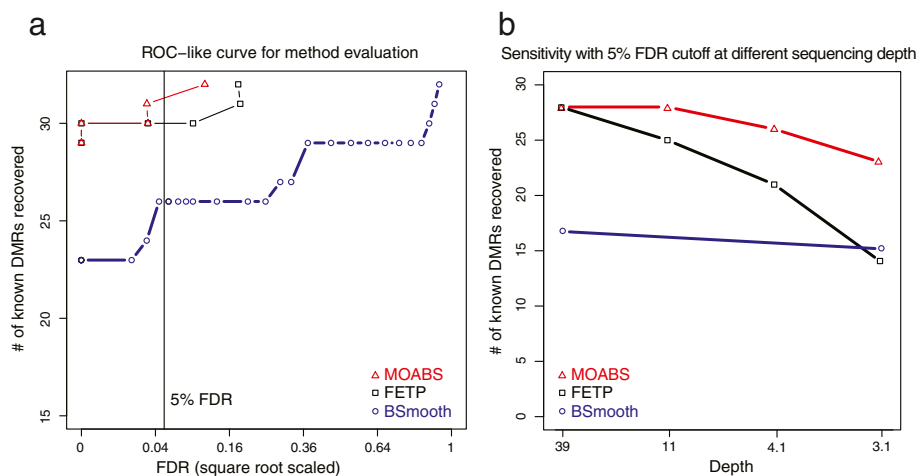 a
ROC-like curve for method evaluation
# of known DMRs recovered
30
25
20
15
5% FDR
MOABS
FETP
BSmooth
0
0.04
0.16
0.36
0.64
1
FDR (square root scaled)
b
Sensitivity with 5% FDR cutoff at different sequencing depth
# of known DMRs recovered
30
25
20
15
10
5
0
MOABS
FETP
BSmooth
39
11
4.1
3.1
Depth